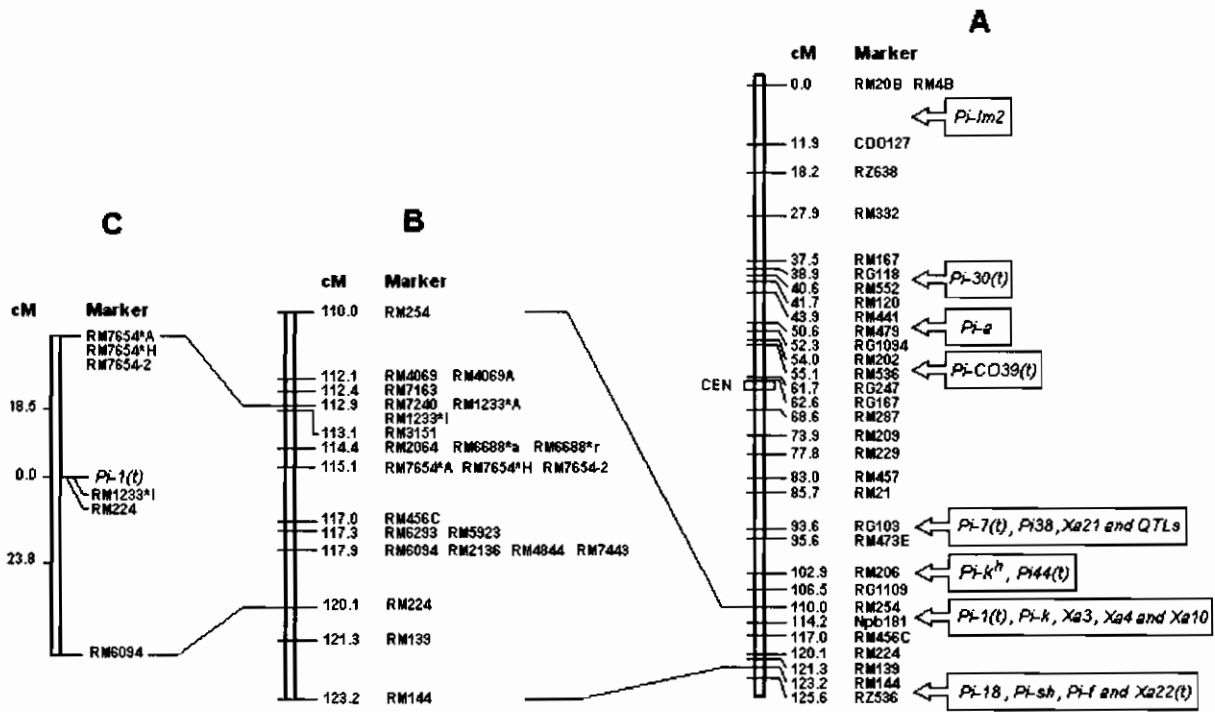 A
cM Marker
0.0 RM20B RM4B
Pi-lm2
11.9 CDO127
18.2 RZ638
27.9 RM332
37.5 RM167
38.9 RG118
Pi-30(t)
40.6 RM552
41.7 RM120
43.9 RM441
50.6 RM479
Pi-a
52.3 RG1094
54.0 RM202
55.1 RM536
Pi-CO39(t)
CEN
61.7 RG247
62.6 RG167
68.6 RM287
73.9 RM209
77.8 RM229
83.0 RM457
85.7 RM21
93.6 RG103
Pi-7(t), Pi38, Xa21 and QTLs
95.6 RM473E
102.9 RM206
Pi-k^h, Pi44(t)
106.5 RG1109
110.0 RM254
Pi-1(t), Pi-k, Xa3, Xa4 and Xa10
114.2 Npb181
117.0 RM456C
120.1 RM224
121.3 RM139
123.2 RM144
125.6 RZ536
Pi-18, Pi-sh, Pi-f and Xa22(t)
B
cM Marker
110.0 RM254
112.1 RM4069 RM4069A
112.4 RM7163
112.9 RM7240 RM1233*A
RM1233*I
113.1 RM3151
114.4 RM2064 RM6688*a RM6688*r
115.1 RM7654*A RM7654*H RM7654-2
117.0 RM456C
117.3 RM6293 RM5923
117.9 RM6094 RM2136 RM4844 RM7443
120.1 RM224
121.3 RM139
123.2 RM144
C
cM Marker
RM7654*A
RM7654*H
RM7654-2
18.5
0.0 Pi-1(t)
RM1233*I
RM224
23.8
RM6094